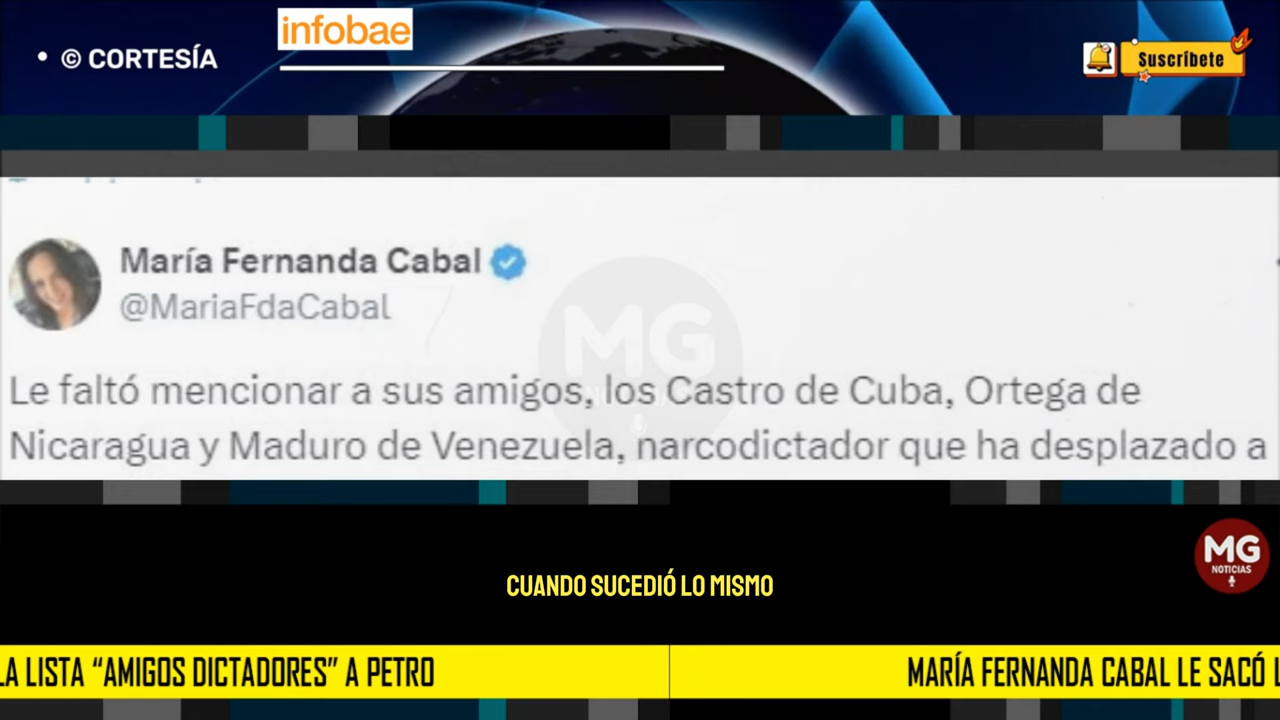 infobae
• © CORTESÍA
Suscríbete
María Fernanda Cabal
@MariaFdaCabal
MG
Le faltó mencionar a sus amigos, los Castro de Cuba, Ortega de
Nicaragua y Maduro de Venezuela, narcodictador que ha desplazado a
MG
NOTICIAS
CUANDO SUCEDIÓ LO MISMO
LA LISTA “AMIGOS DICTADORES” A PETRO
MARÍA FERNANDA CABAL LE SACÓ L